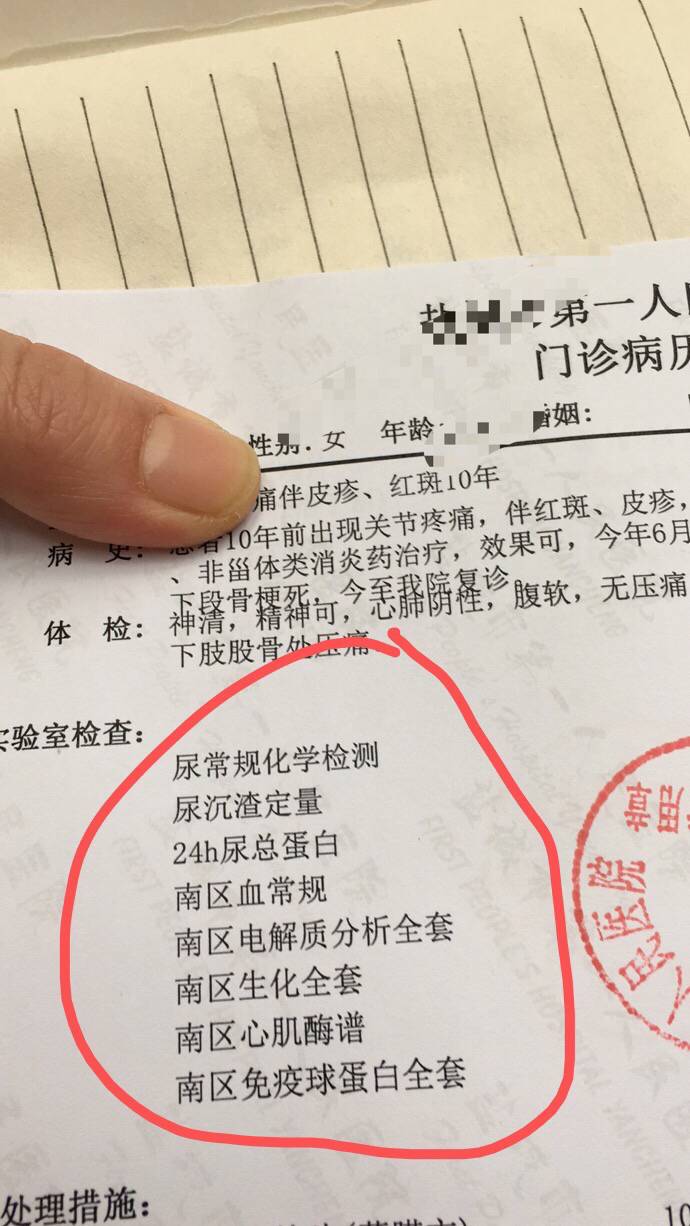 第一人
门诊病历
性别: 女 年龄 婚姻:
痛伴皮疹、红斑10年
病 史: 患者10年前出现关节疼痛，伴红斑、皮疹，
、非甾体类消炎药治疗，效果可，今年6月
下段骨梗死，今至我院复诊。
体 检: 神清，精神可，心肺阴性，腹软，无压痛
下肢股骨处压痛
实验室检查:
尿常规化学检测
尿沉渣定量
24h尿总蛋白
南区血常规
南区电解质分析全套
南区生化全套
南区心肌酶谱
南区免疫球蛋白全套
人民医院
处理措施:
10